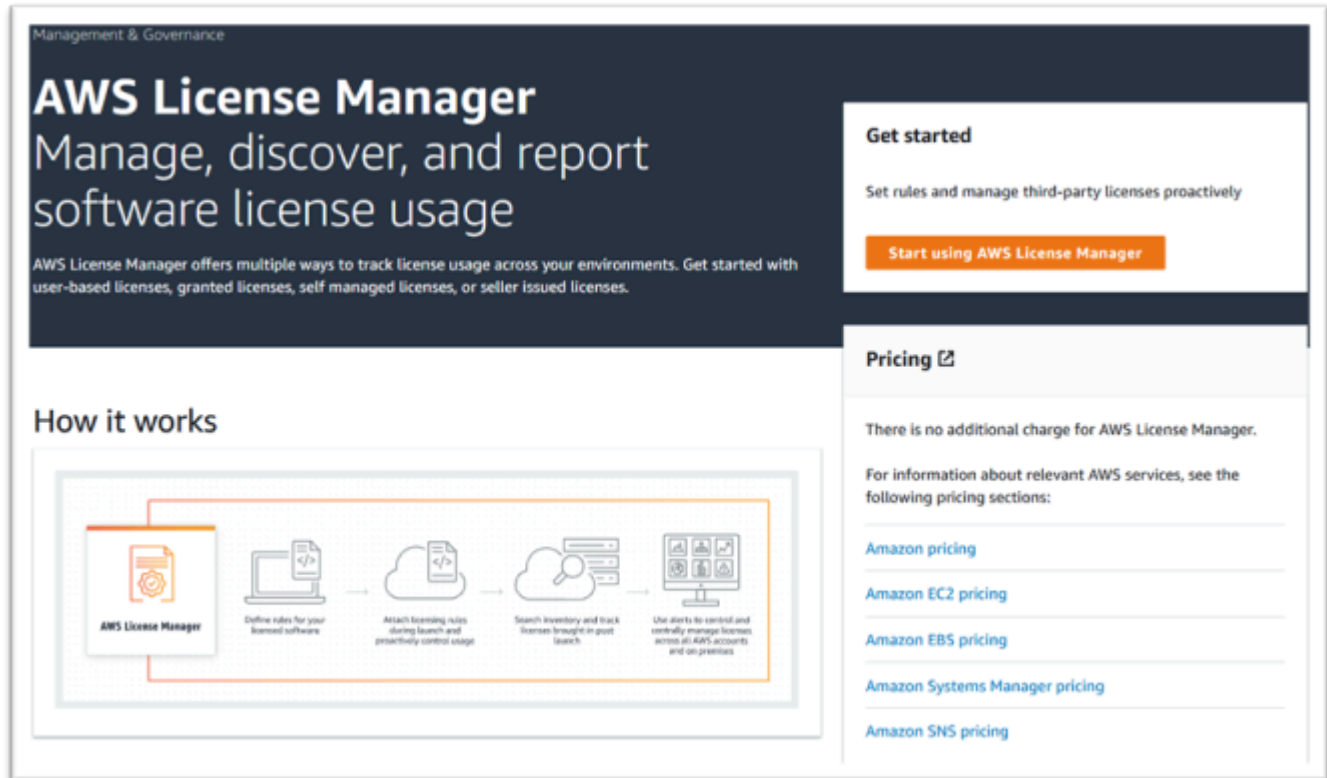 Management & Governance
AWS License Manager
Manage, discover, and report
software license usage
AWS License Manager offers multiple ways to track license usage across your environments. Get started with
user-based licenses, granted licenses, self managed licenses, or seller issued licenses.
Get started
Set rules and manage third-party licenses proactively
Start using AWS License Manager
Pricing
There is no additional charge for AWS License Manager.
For information about relevant AWS services, see the
following pricing sections:
Amazon pricing
Amazon EC2 pricing
Amazon EBS pricing
Amazon Systems Manager pricing
Amazon SNS pricing
How it works
AWS License Manager
Define rules for your
licensed software
Attach licensing rules
during launch and
proactively control usage
Search inventory and track
licenses brought in post
launch
Use alerts to control and
centrally manage licenses
across all AWS accounts
and on premises